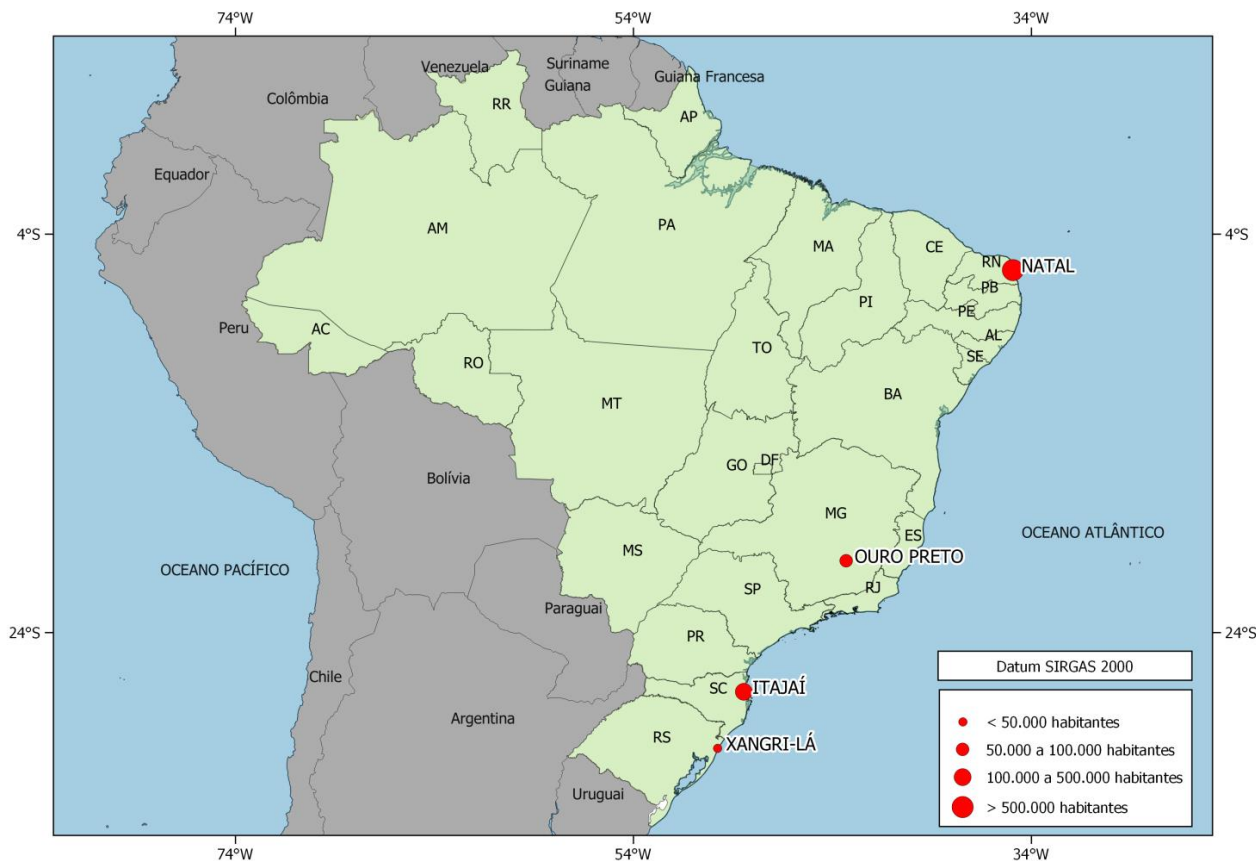 74°W
54°W
34°W
Venezuela
Suriname
Guiana
Guiana Francesa
Colômbia
RR
AP
Equador
4°S
4°S
AM
PA
MA
CE
RN
NATAL
PB
PI
PE
AL
Peru
AC
TO
SE
RO
BA
MT
GO
DF
Bolívia
MG
ES
OCEANO ATLÂNTICO
MS
OURO PRETO
OCEANO PACÍFICO
SP
RJ
Paraguai
PR
24°S
24°S
Chile
SC
ITAJAÍ
Argentina
RS
XANGRI-LÁ
Uruguai
Datum SIRGAS 2000
< 50.000 habitantes
50.000 a 100.000 habitantes
100.000 a 500.000 habitantes
> 500.000 habitantes
74°W
54°W
34°W